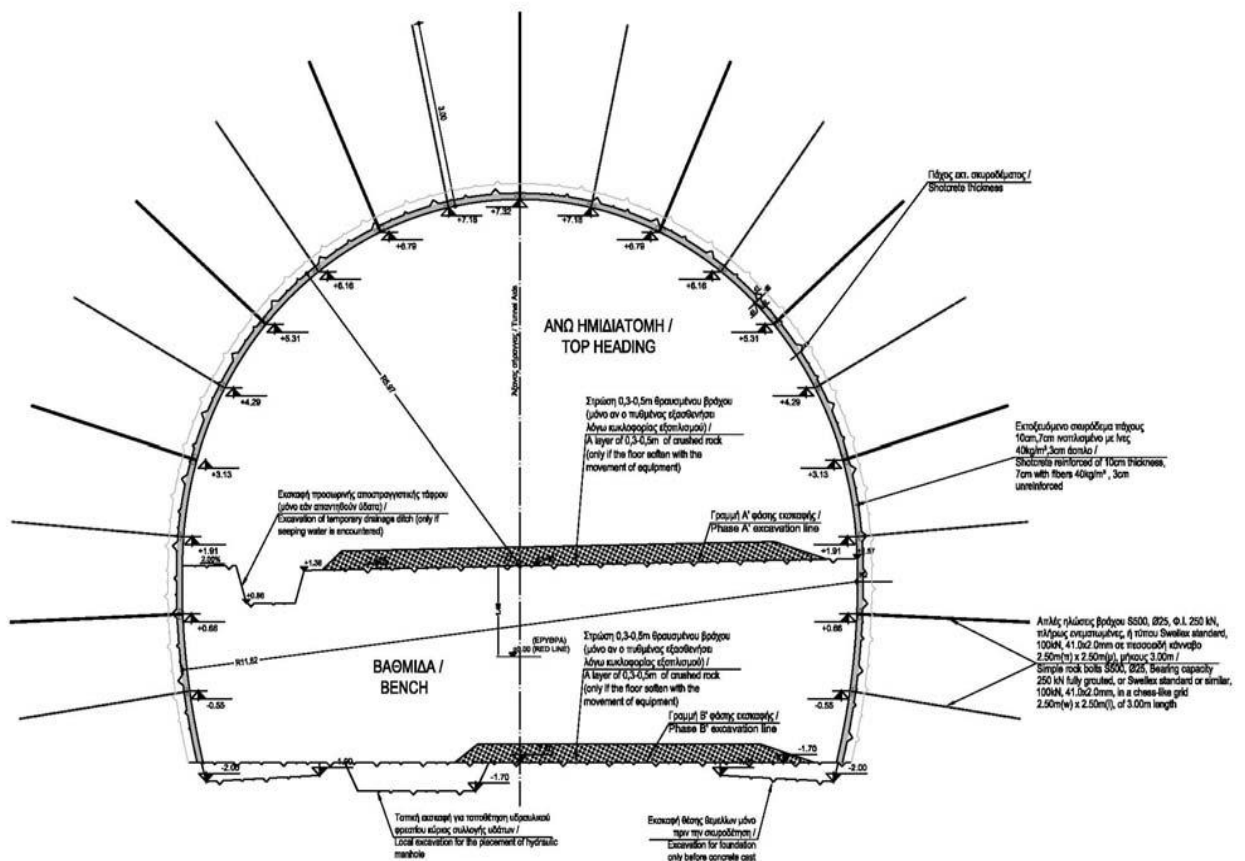 3.00
+7.32
+7.18
+7.18
+6.79
+6.79
+6.16
+6.16
+5.31
+5.31
+4.29
+4.29
+3.13
+3.13
+1.91
+1.91
2.00%
+1.38
+0.86
+0.66
+0.66
-0.55
-0.55
-2.00
-1.70
-1.70
-2.00
R5.97
R11.82
Άξονας σήραγγας / Tunnel Axis
Πάχος εκτ. σκυροδέματος /
Shotcrete thickness
ΑΝΩ ΗΜΙΔΙΑΤΟΜΗ /
TOP HEADING
Στρώση 0,3-0,5m θραυσμένου βράχου
(μόνο αν ο πυθμένας εξασθενήσει
λόγω κυκλοφορίας εξοπλισμού) /
A layer of 0,3-0,5m of crushed rock
(only if the floor soften with the
movement of equipment)
Εκτοξευόμενο σκυρόδεμα πάχους
10cm,7cm ινοπλισμένο με ίνες
40kg/m³,3cm άοπλο /
Shotcrete reinforced of 10cm thickness,
7cm with fibers 40kg/m³ , 3cm
unreinforced
Εκσκαφή προσωρινής αποστραγγιστικής τάφρου
(μόνο εάν απαντηθούν ύδατα) /
Excavation of temporary drainage ditch (only if
seeping water is encountered)
Γραμμή Α' φάσης εκσκαφής /
Phase A' excavation line
(ΕΡΥΘΡΑ)
±0.00 (RED LINE)
ΒΑΘΜΙΔΑ /
BENCH
Στρώση 0,3-0,5m θραυσμένου βράχου
(μόνο αν ο πυθμένας εξασθενήσει
λόγω κυκλοφορίας εξοπλισμού) /
A layer of 0,3-0,5m of crushed rock
(only if the floor soften with the
movement of equipment)
Γραμμή Β' φάσης εκσκαφής /
Phase B' excavation line
Απλές ηλώσεις βράχου S500, Ø25, Φ.Ι. 250 kN,
πλήρως ενεματωμένες, ή τύπου Swellex standard,
100kN, 41.0x2.0mm σε πεσσοειδή κάνναβο
2.50m(π) x 2.50m(μ), μήκους 3.00m /
Simple rock bolts S500, Ø25, Bearing capacity
250 kN fully grouted, or Swellex standard or similar,
100kN, 41.0x2.0mm, in a chess-like grid
2.50m(w) x 2.50m(l), of 3.00m length
Τοπική εκσκαφή για τοποθέτηση υδραυλικού
φρεατίου κύριας συλλογής υδάτων /
Local excavation for the placement of hydraulic
manhole
Εκσκαφή θέσης θεμελίων μόνο
πριν την σκυροδέτηση /
Excavation for foundation
only before concrete cast